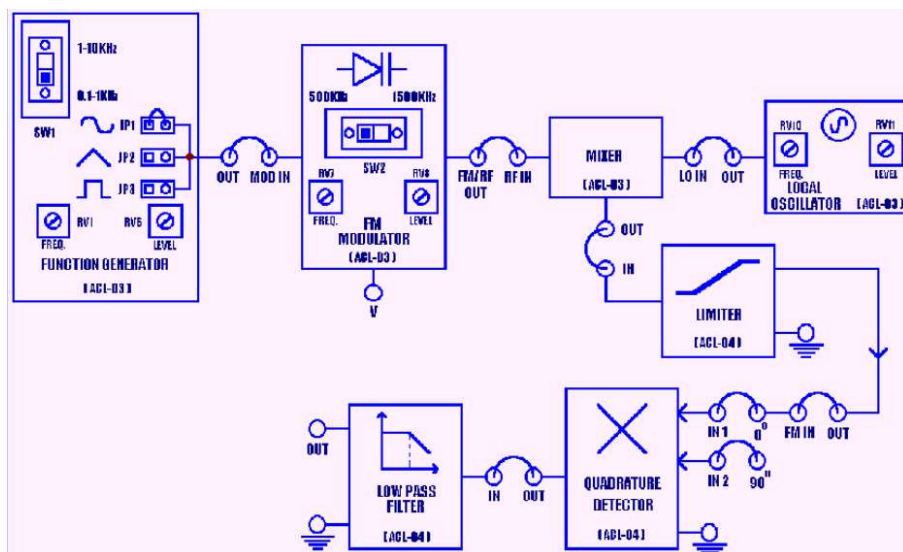 1-10KHz
0.1-1KHz
SW1
JP1
JP2
JP3
RV1
RV5
FREQ.
LEVEL
FUNCTION GENERATOR
(ACL-03)
OUT
MOD IN
500KHz
1500KHz
SW2
RV7
RV8
FREQ.
LEVEL
FM
MODULATOR
(ACL-03)
V
FM/RF
OUT
RF IN
MIXER
(ACL-03)
OUT
IN
LO IN
OUT
RV10
RV11
FREQ.
LEVEL
LOCAL
OSCILLATOR
(ACL-03)
LIMITER
(ACL-04)
IN 1
0°
FM IN
OUT
IN 2
90°
QUADRATURE
DETECTOR
(ACL-04)
IN
OUT
LOW PASS
FILTER
(ACL-04)
OUT